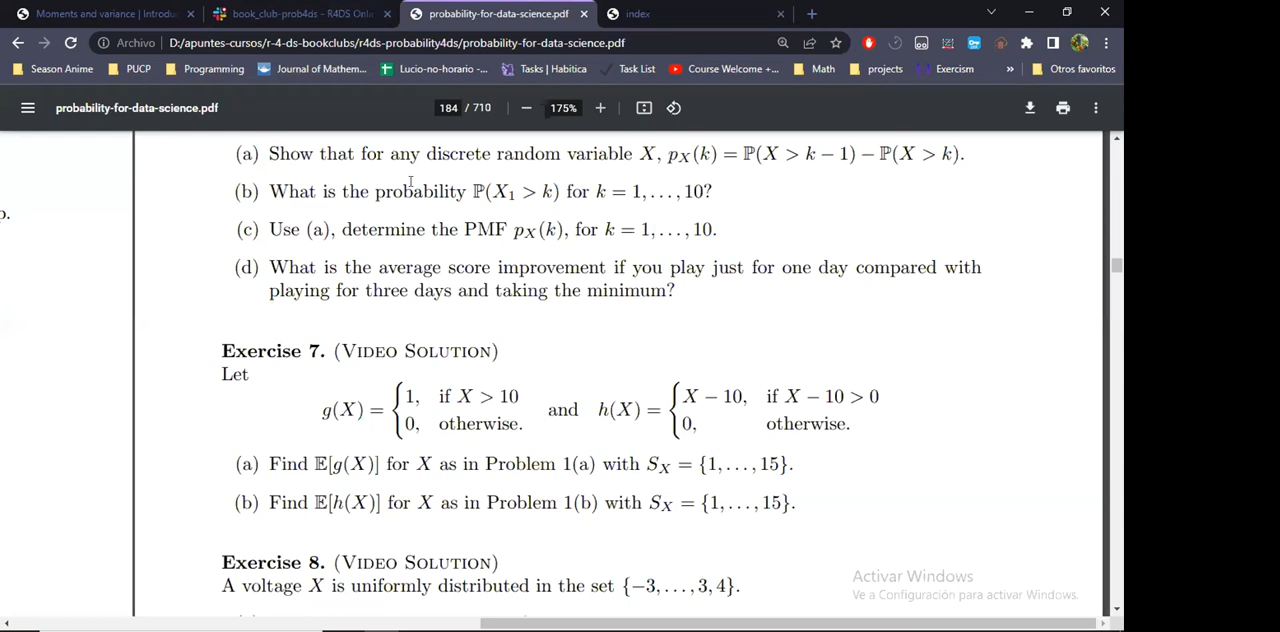 Moments and variance | Introdu
book_club-prob4ds – R4DS Onli
probability-for-data-science.pdf
index
Archivo
D:/apuntes-cursos/r-4-ds-bookclubs/r4ds-probability4ds/probability-for-data-science.pdf
Season Anime
PUCP
Programming
Journal of Mathem...
Lucio-no-horario -...
Tasks | Habitica
Task List
Course Welcome +...
Math
projects
Exercism
»
Otros favoritos
probability-for-data-science.pdf
184 / 710
175%
p.
(a) Show that for any discrete random variable X, p_X(k) = ℙ(X > k − 1) − ℙ(X > k).
(b) What is the probability ℙ(X₁ > k) for k = 1, . . . , 10?
(c) Use (a), determine the PMF p_X(k), for k = 1, . . . , 10.
(d) What is the average score improvement if you play just for one day compared with
playing for three days and taking the minimum?
Exercise 7. (VIDEO SOLUTION)
Let
g(X) = { 1, if X > 10 and h(X) = { X − 10, if X − 10 > 0
0, otherwise. 0, otherwise.
(a) Find 𝔼[g(X)] for X as in Problem 1(a) with S_X = {1, . . . , 15}.
(b) Find 𝔼[h(X)] for X as in Problem 1(b) with S_X = {1, . . . , 15}.
Exercise 8. (VIDEO SOLUTION)
A voltage X is uniformly distributed in the set {−3, . . . , 3, 4}.
Activar Windows
Ve a Configuración para activar Windows.